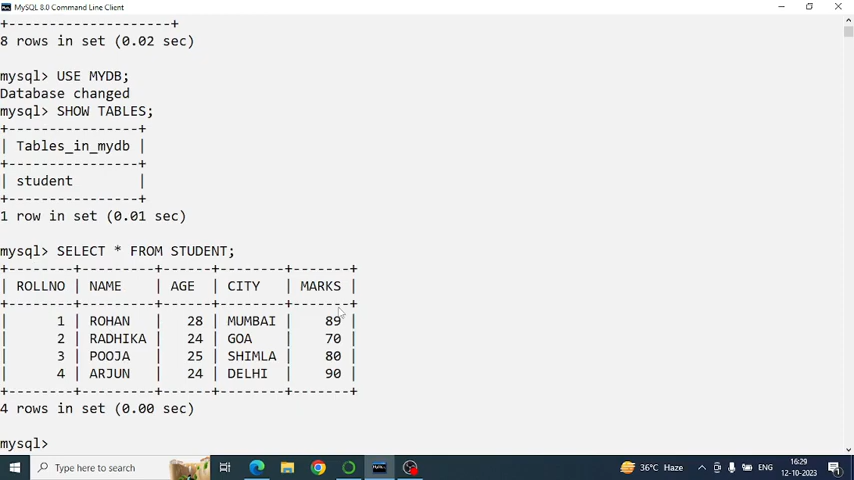 MySQL 8.0 Command Line Client
+--------------------+
8 rows in set (0.02 sec)
mysql> USE MYDB;
Database changed
mysql> SHOW TABLES;
+----------------+
| Tables_in_mydb |
+----------------+
| student        |
+----------------+
1 row in set (0.01 sec)
mysql> SELECT * FROM STUDENT;
+--------+---------+------+--------+-------+
| ROLLNO | NAME    | AGE  | CITY   | MARKS |
+--------+---------+------+--------+-------+
|      1 | ROHAN   |   28 | MUMBAI |    89 |
|      2 | RADHIKA |   24 | GOA    |    70 |
|      3 | POOJA   |   25 | SHIMLA |    80 |
|      4 | ARJUN   |   24 | DELHI  |    90 |
+--------+---------+------+--------+-------+
4 rows in set (0.00 sec)
mysql>
Type here to search
36°C Haze
ENG
16:29
12-10-2023